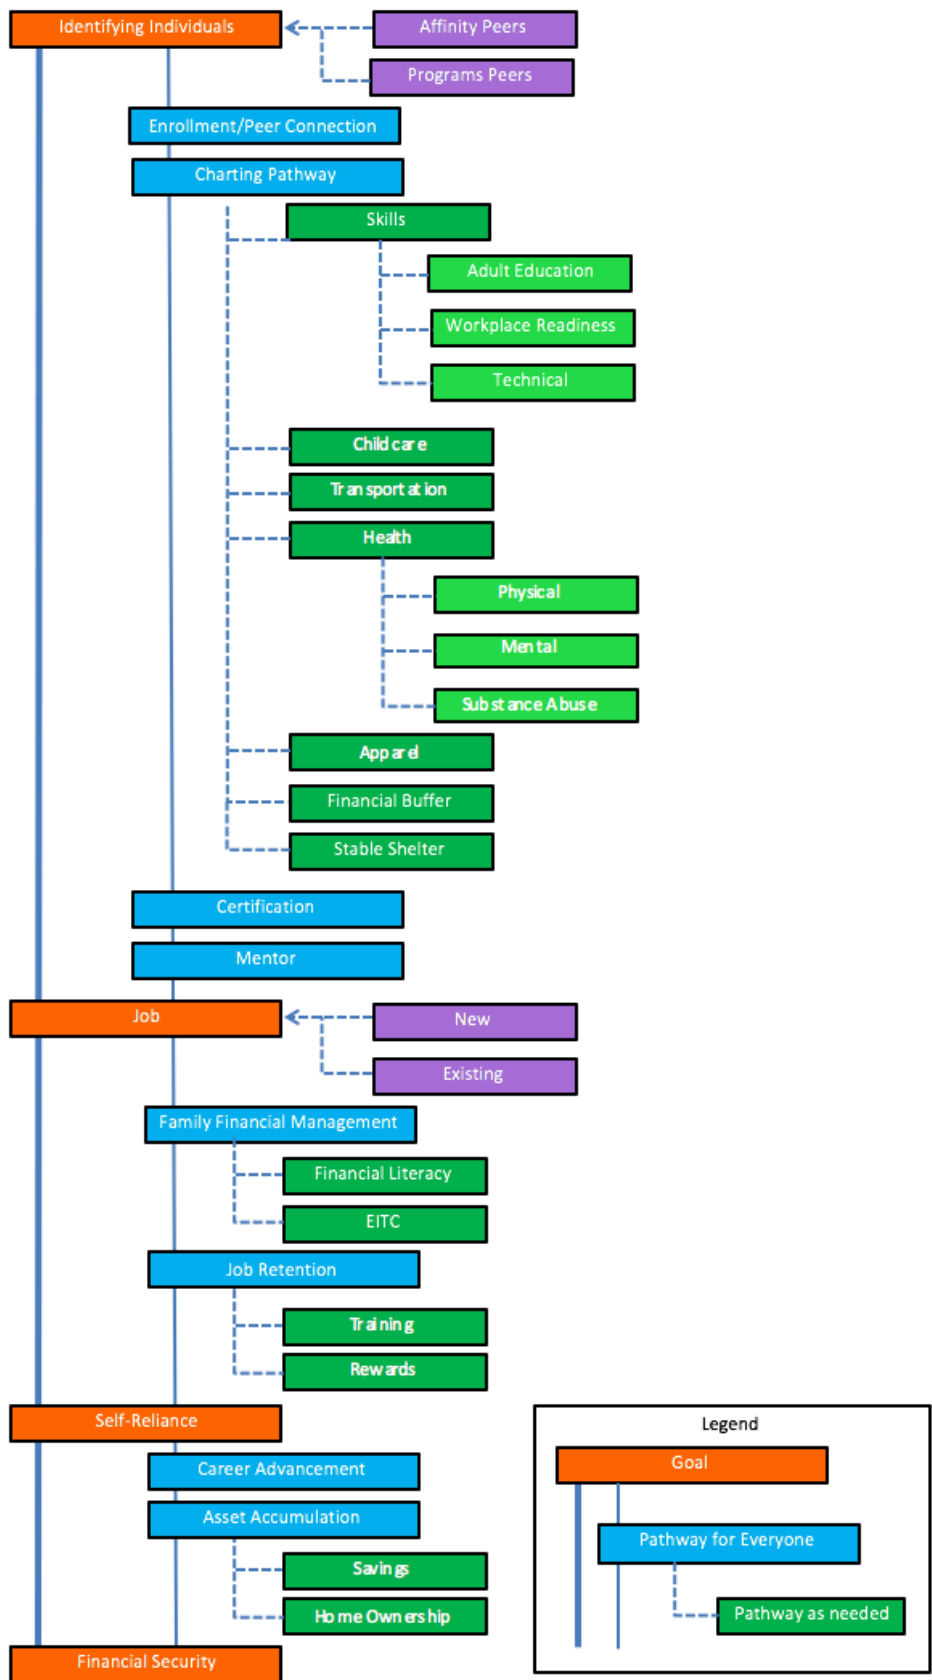 Identifying Individuals
Affinity Peers
Programs Peers
Enrollment/Peer Connection
Charting Pathway
Skills
Adult Education
Workplace Readiness
Technical
Childcare
Transportation
Health
Physical
Mental
Substance Abuse
Apparel
Financial Buffer
Stable Shelter
Certification
Mentor
Job
New
Existing
Family Financial Management
Financial Literacy
EITC
Job Retention
Training
Rewards
Self-Reliance
Career Advancement
Asset Accumulation
Savings
Home Ownership
Financial Security
Legend
Goal
Pathway for Everyone
Pathway as needed